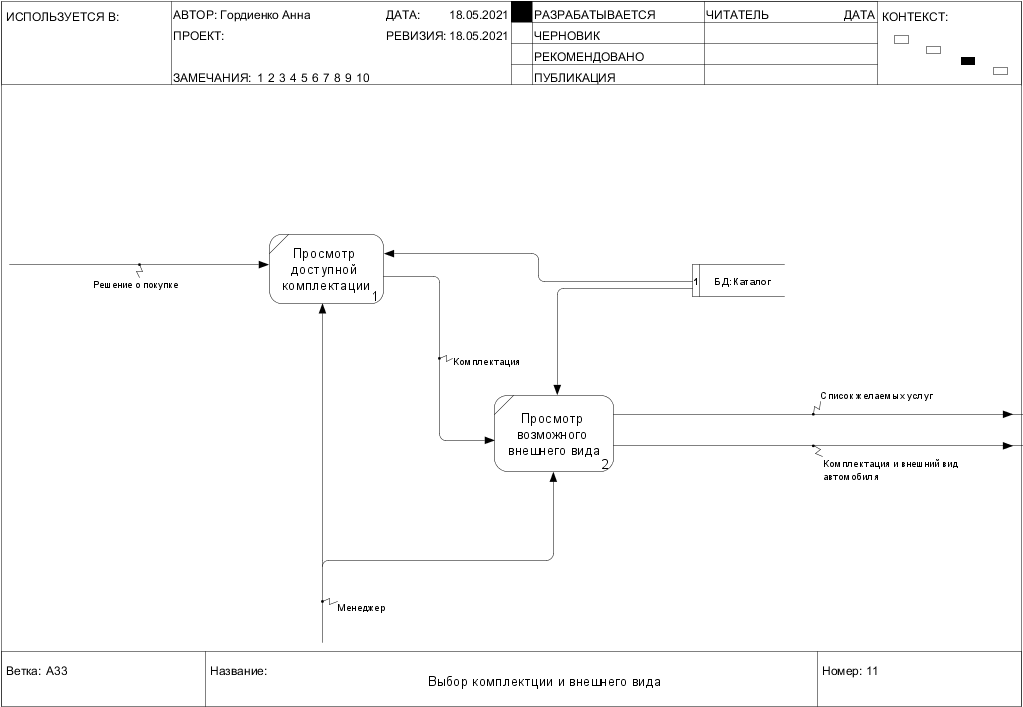 ИСПОЛЬЗУЕТСЯ В:
АВТОР: Гордиенко Анна
ДАТА: 18.05.2021
ПРОЕКТ:
РЕВИЗИЯ: 18.05.2021
ЗАМЕЧАНИЯ: 1 2 3 4 5 6 7 8 9 10
РАЗРАБАТЫВАЕТСЯ
ЧЕРНОВИК
РЕКОМЕНДОВАНО
ПУБЛИКАЦИЯ
ЧИТАТЕЛЬ ДАТА
КОНТЕКСТ:
Решение о покупке
Просмотр
доступной
комплектации
1
1 БД:Каталог
Комплектация
Просмотр
возможного
внешнего вида
2
Список желаемых услуг
Комплектация и внешний вид
автомобиля
Менеджер
Ветка: A33
Название:
Выбор комплектции и внешнего вида
Номер: 11